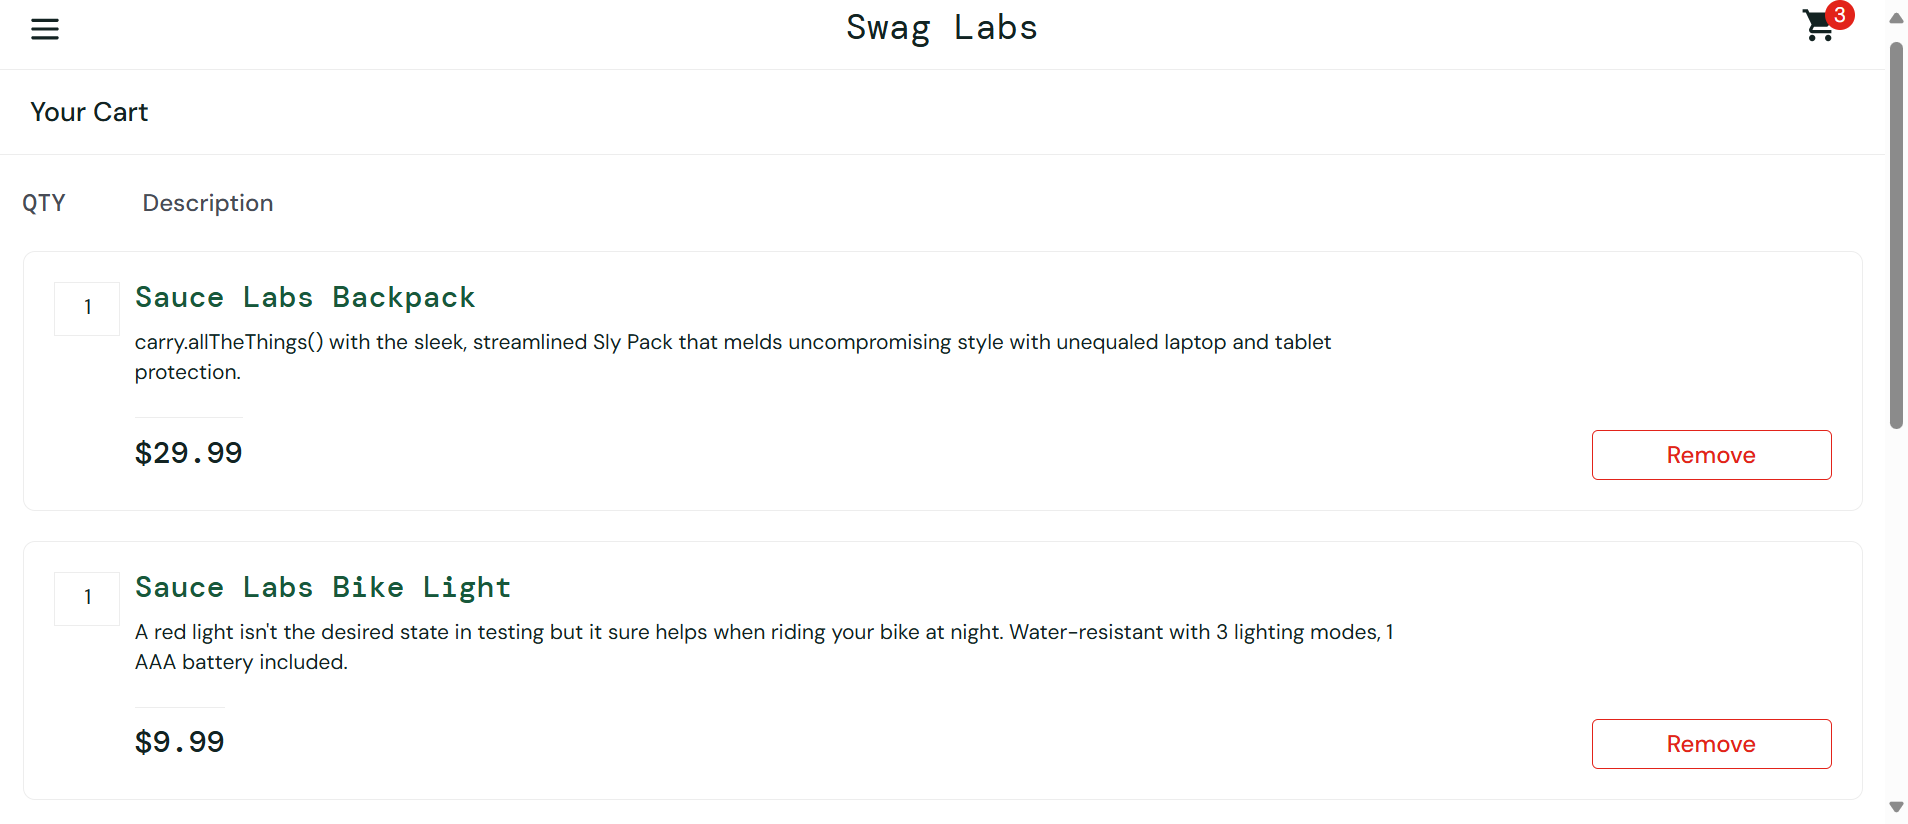 Swag Labs
3
Your Cart
QTY Description
1
Sauce Labs Backpack
carry.allTheThings() with the sleek, streamlined Sly Pack that melds uncompromising style with unequaled laptop and tablet
protection.
$29.99
Remove
1
Sauce Labs Bike Light
A red light isn't the desired state in testing but it sure helps when riding your bike at night. Water-resistant with 3 lighting modes, 1
AAA battery included.
$9.99
Remove